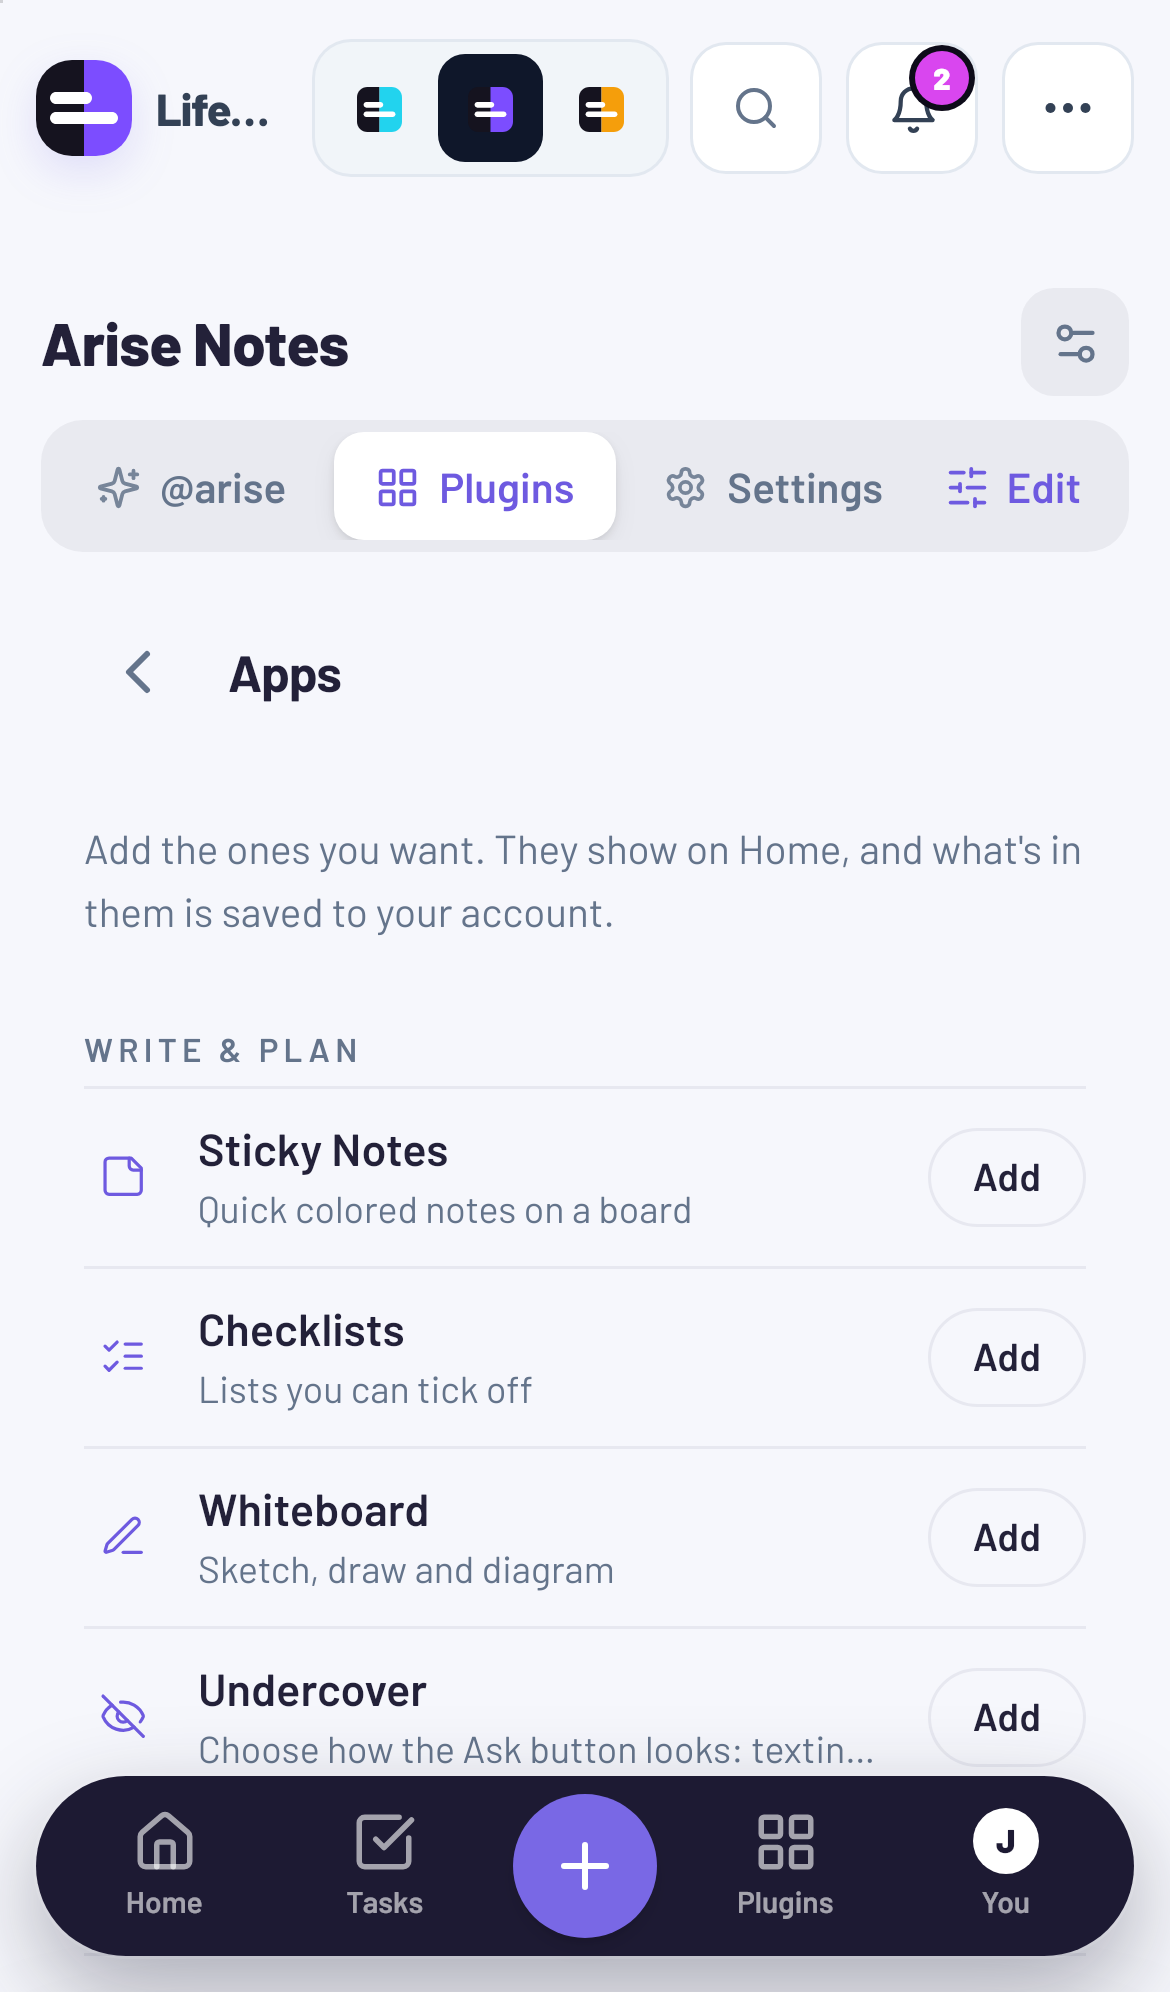 Life...
2
Arise Notes
@arise
Plugins
Settings
Edit
Apps
Add the ones you want. They show on Home, and what's in
them is saved to your account.
WRITE & PLAN
Sticky Notes
Quick colored notes on a board
Add
Checklists
Lists you can tick off
Add
Whiteboard
Sketch, draw and diagram
Add
Undercover
Choose how the Ask button looks: textin...
Add
Home
Tasks
Plugins
J
You